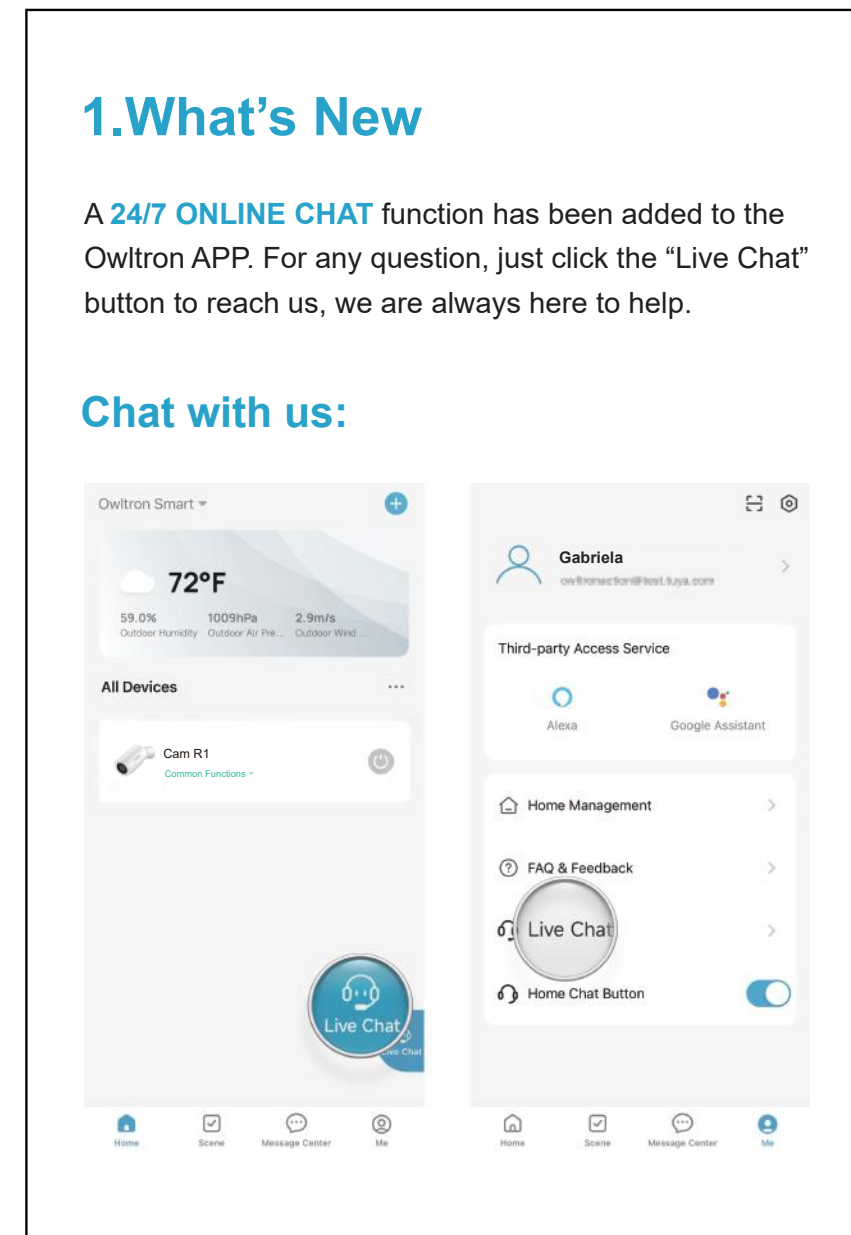 1.What's New
A 24/7 ONLINE CHAT function has been added to the
Owltron APP. For any question, just click the “Live Chat”
button to reach us, we are always here to help.
Chat with us:
Owltron Smart
72°F
59.0% 1009hPa 2.9m/s
Outdoor Humidity Outdoor Air Pre... Outdoor Wind ...
All Devices
Cam R1
Common Functions
Live Chat
Live Chat
Home Scene Message Center Me
Gabriela
Third-party Access Service
Alexa Google Assistant
Home Management
FAQ & Feedback
Live Chat
Home Chat Button
Home Scene Message Center Me